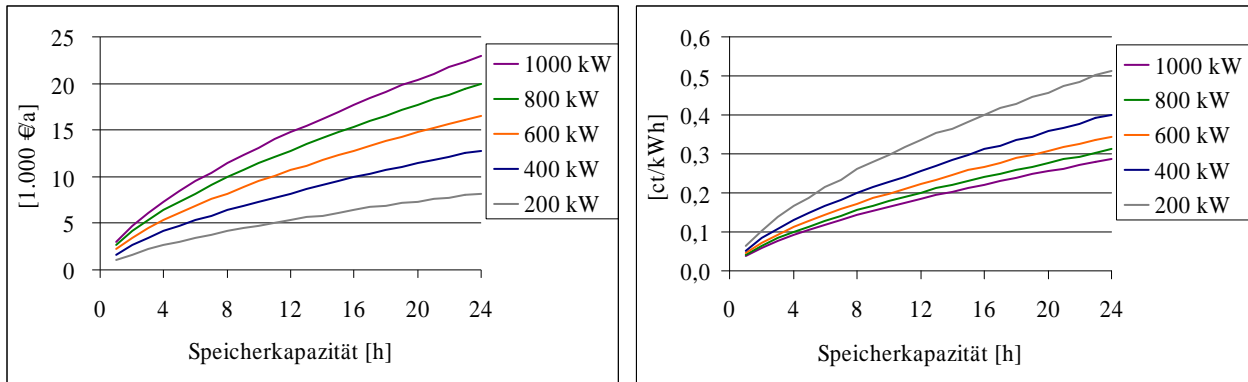 [1.000 €/a]
25
20
15
10
5
0
0 4 8 12 16 20 24
Speicherkapazität [h]
1000 kW
800 kW
600 kW
400 kW
200 kW
[ct/kWh]
0,6
0,5
0,4
0,3
0,2
0,1
0,0
0 4 8 12 16 20 24
Speicherkapazität [h]
1000 kW
800 kW
600 kW
400 kW
200 kW